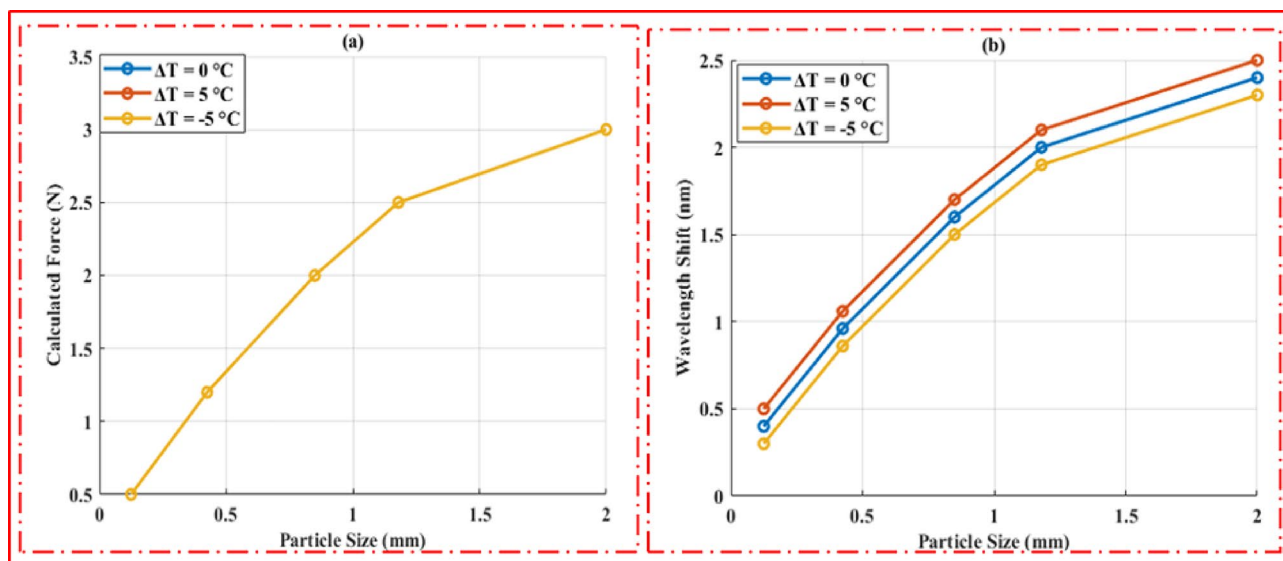 (a)
3.5
3
2.5
2
1.5
1
0.5
0
0.5
1
1.5
2
Calculated Force (N)
Particle Size (mm)
ΔT = 0 °C
ΔT = 5 °C
ΔT = -5 °C
(b)
2.5
2
1.5
1
0.5
0
0
0.5
1
1.5
2
Wavelength Shift (nm)
Particle Size (mm)
ΔT = 0 °C
ΔT = 5 °C
ΔT = -5 °C